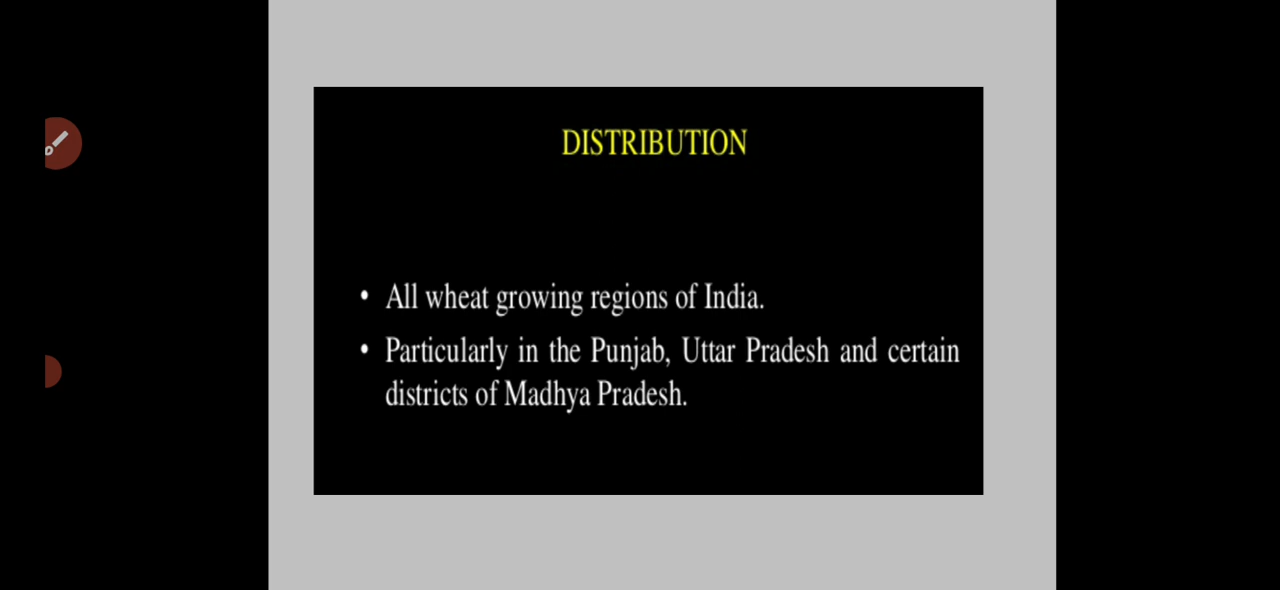 DISTRIBUTION
• All wheat growing regions of India.
• Particularly in the Punjab, Uttar Pradesh and certain
districts of Madhya Pradesh.